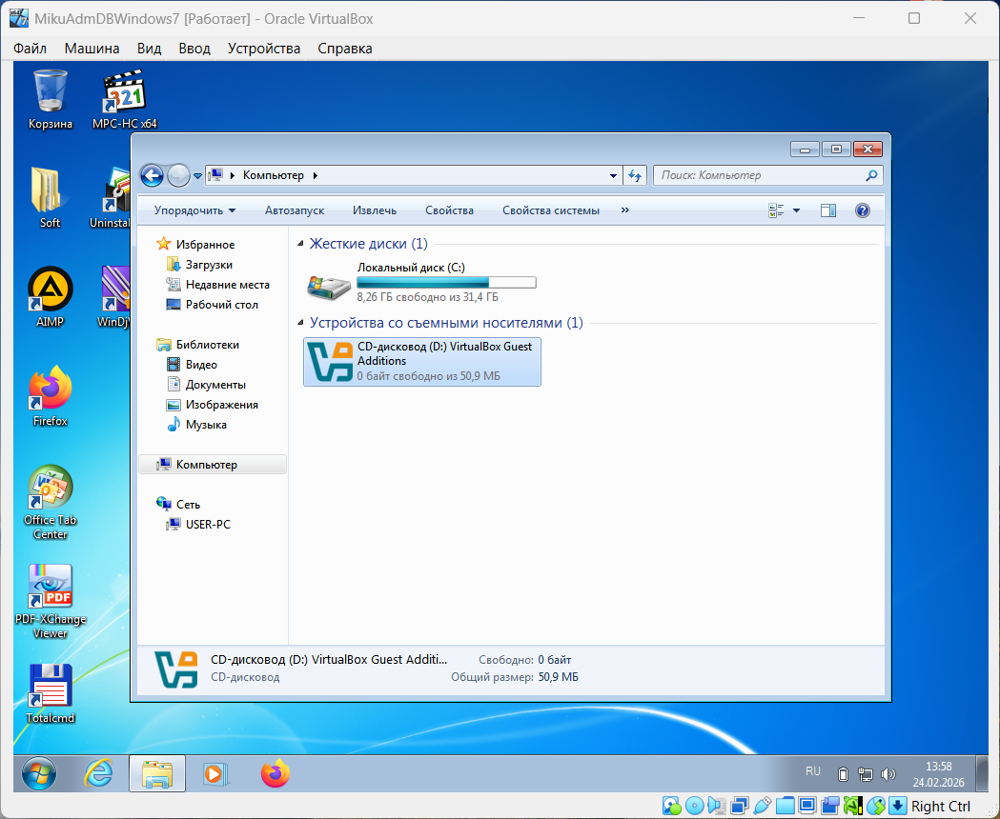 MikuAdmDBWindows7 [Работает] - Oracle VirtualBox
Файл Машина Вид Ввод Устройства Справка
Корзина
MPC-HC x64
Soft
Uninstal
AIMP
WinDjV
Firefox
Office Tab
Center
PDF-XChange
Viewer
Totalcmd
Компьютер
Поиск: Компьютер
Упорядочить Автозапуск Извлечь Свойства Свойства системы »
Избранное
Загрузки
Недавние места
Рабочий стол
Библиотеки
Видео
Документы
Изображения
Музыка
Компьютер
Сеть
USER-PC
Жесткие диски (1)
Локальный диск (C:)
8,26 ГБ свободно из 31,4 ГБ
Устройства со съемными носителями (1)
CD-дисковод (D:) VirtualBox Guest
Additions
0 байт свободно из 50,9 МБ
CD-дисковод (D:) VirtualBox Guest Additi... Свободно: 0 байт
CD-дисковод Общий размер: 50,9 МБ
RU
13:58
24.02.2026
Right Ctrl